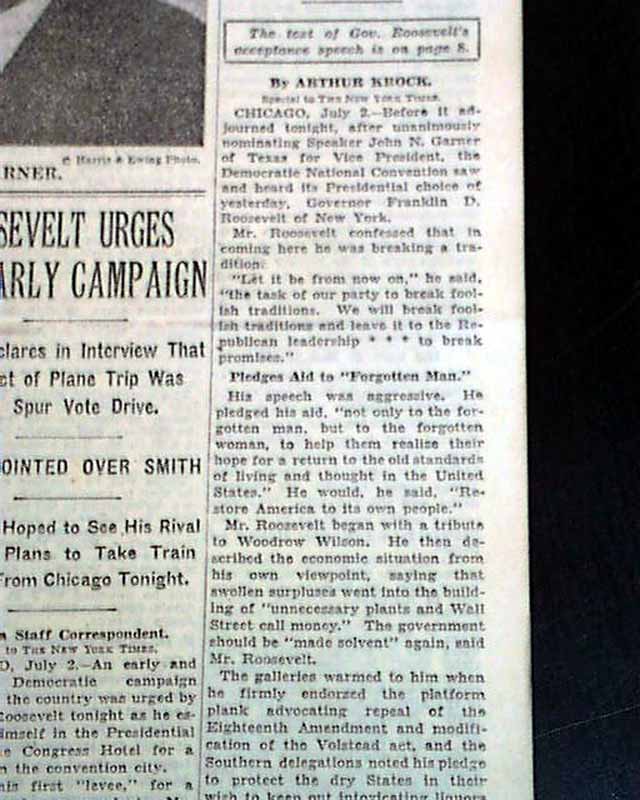 © Harris & Ewing Photo.
RNER.
SEVELT URGES
ARLY CAMPAIGN
clares in Interview That
ct of Plane Trip Was
Spur Vote Drive.
OINTED OVER SMITH
Hoped to See His Rival
Plans to Take Train
From Chicago Tonight.
a Staff Correspondent.
to THE NEW YORK TIMES.
O, July 2.—An early and
Democratic campaign
the country was urged by
Roosevelt tonight as he es-
imself in the Presidential
e Congress Hotel for a
n the convention city.
his first "levee," for a
The text of Gov. Roosevelt's
acceptance speech is on page 8.
By ARTHUR KROCK.
Special to THE NEW YORK TIMES.
CHICAGO, July 2.—Before it ad-
journed tonight, after unanimously
nominating Speaker John N. Garner
of Texas for Vice President, the
Democratic National Convention saw
and heard its Presidential choice of
yesterday, Governor Franklin D.
Roosevelt of New York.
Mr. Roosevelt confessed that in
coming here he was breaking a tra-
dition.
"Let it be from now on," he said,
"the task of our party to break fool-
ish traditions. We will break fool-
ish traditions and leave it to the Re-
publican leadership * * * to break
promises."
Pledges Aid to "Forgotten Man."
His speech was aggressive. He
pledged his aid, "not only to the for-
gotten man, but to the forgotten
woman, to help them realize their
hope for a return to the old standards
of living and thought in the United
States." He would, he said, "Re-
store America to its own people."
Mr. Roosevelt began with a tribute
to Woodrow Wilson. He then de-
scribed the economic situation from
his own viewpoint, saying that
swollen surpluses went into the build-
ing of "unnecessary plants and Wall
Street call money." The government
should be "made solvent" again, said
Mr. Roosevelt.
The galleries warmed to him when
he firmly endorsed the platform
plank advocating repeal of the
Eighteenth Amendment and modifi-
cation of the Volstead act, and the
Southern delegations noted his pledge
to protect the dry States in their
wish to keep out intoxicating liquors